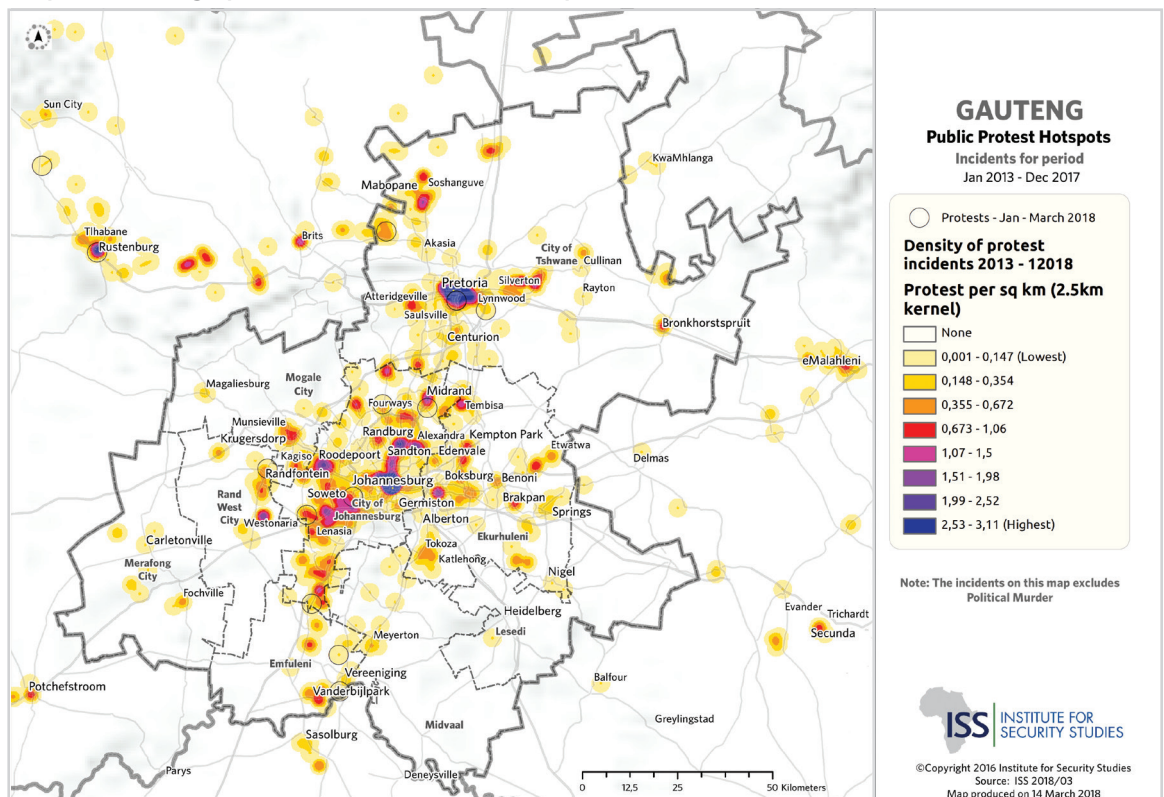 Sun City
KwaMhlanga
Mabopane
Soshanguve
Tlhabane
Rustenburg
Brits
Akasia
City of
Tshwane
Cullinan
Pretoria
Silverton
Rayton
Atteridgeville
Lynnwood
Saulsville
Bronkhorstspruit
Centurion
eMalahleni
Magaliesburg
Mogale
City
Midrand
Fourways
Tembisa
Munsieville
Krugersdorp
Randburg
Alexandra
Kempton Park
Etwatwa
Kagiso
Roodepoort
Sandton
Edenvale
Delmas
Randfontein
Johannesburg
Boksburg
Benoni
Rand
West
City
Soweto
City of
Johannesburg
Germiston
Brakpan
Springs
Westonaria
Lenasia
Alberton
Ekurhuleni
Carletonville
Tokoza
Katlehong
Merafong
City
Nigel
Fochville
Heidelberg
Evander
Trichardt
Secunda
Meyerton
Lesedi
Emfuleni
Vereeniging
Balfour
Potchefstroom
Vanderbijlpark
Midvaal
Greylingstad
Sasolburg
Parys
Deneysville
0 12,5 25 50 Kilometers
GAUTENG
Public Protest Hotspots
Incidents for period
Jan 2013 - Dec 2017
Protests - Jan - March 2018
Density of protest
incidents 2013 - 12018
Protest per sq km (2.5km
kernel)
None
0,001 - 0,147 (Lowest)
0,148 - 0,354
0,355 - 0,672
0,673 - 1,06
1,07 - 1,5
1,51 - 1,98
1,99 - 2,52
2,53 - 3,11 (Highest)
Note: The incidents on this map excludes
Political Murder
ISS INSTITUTE FOR
SECURITY STUDIES
©Copyright 2016 Institute for Security Studies
Source: ISS 2018/03
Map produced on 14 March 2018